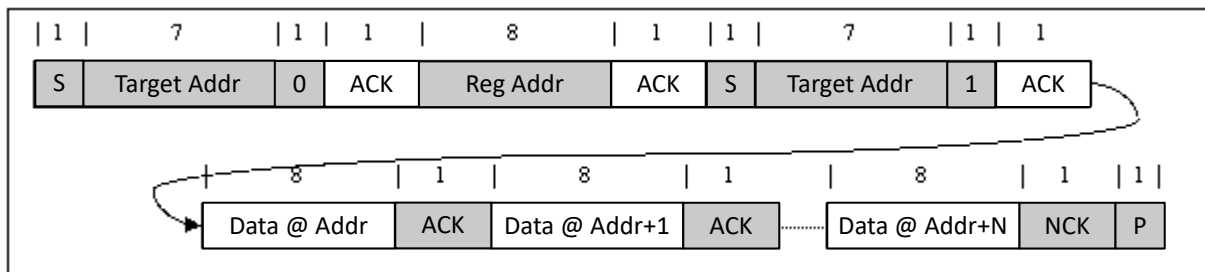 | 1 | 7 | 1 | 1 | 8 | 1 | 1 | 7 | 1 | 1
S Target Addr 0 ACK Reg Addr ACK S Target Addr 1 ACK
| 8 | 1 | 8 | 1 | 8 | 1 | 1 |
Data @ Addr ACK Data @ Addr+1 ACK Data @ Addr+N NCK P